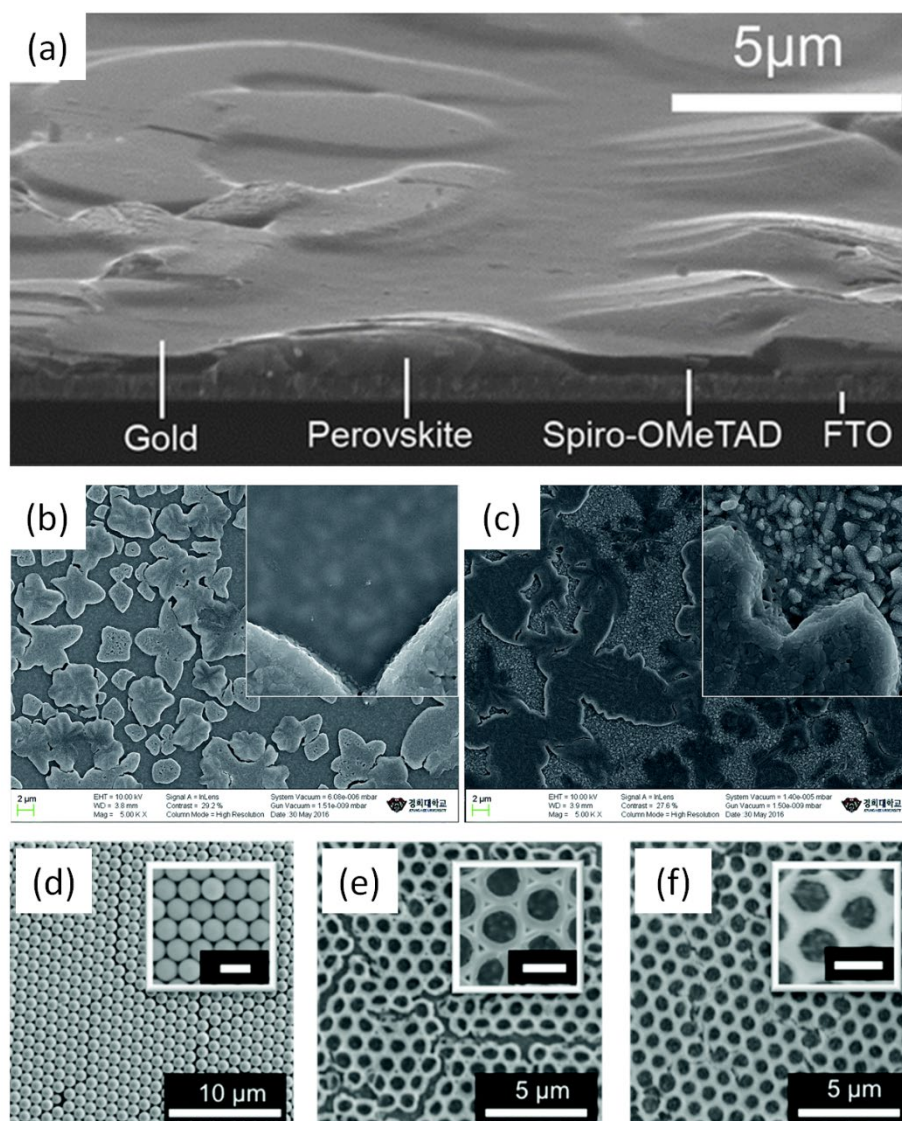 (a)
5μm
Gold
Perovskite
Spiro-OMeTAD
FTO
(b)
2 μm
EHT = 10.00 kV
WD = 3.8 mm
Mag = 5.00 K X
Signal A = InLens
Contrast = 29.2 %
Column Mode = High Resolution
System Vacuum = 6.08e-006 mbar
Gun Vacuum = 1.51e-009 mbar
Date :30 May 2016
경희대학교
(c)
2 μm
EHT = 10.00 kV
WD = 3.9 mm
Mag = 5.00 K X
Signal A = InLens
Contrast = 27.6 %
Column Mode = High Resolution
System Vacuum = 1.40e-005 mbar
Gun Vacuum = 1.50e-009 mbar
Date :30 May 2016
경희대학교
(d)
10 μm
(e)
5 μm
(f)
5 μm